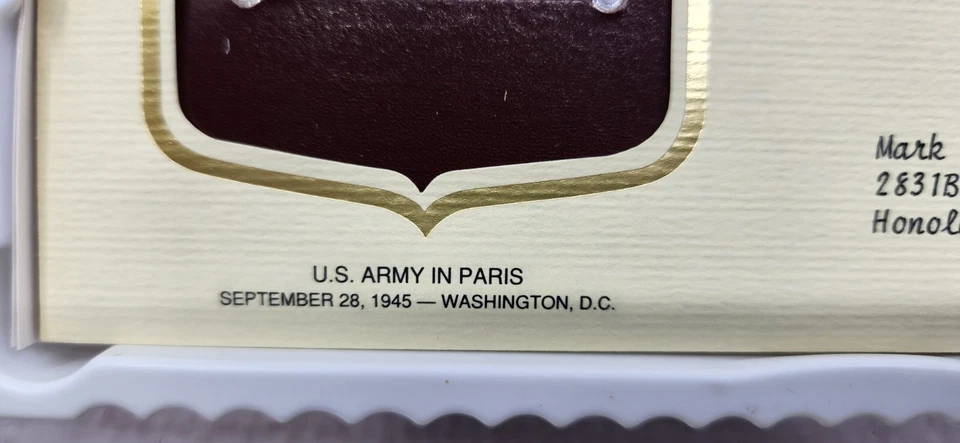 U.S. ARMY IN PARIS
SEPTEMBER 28, 1945 — WASHINGTON, D.C.
Mark
2831B
Honol